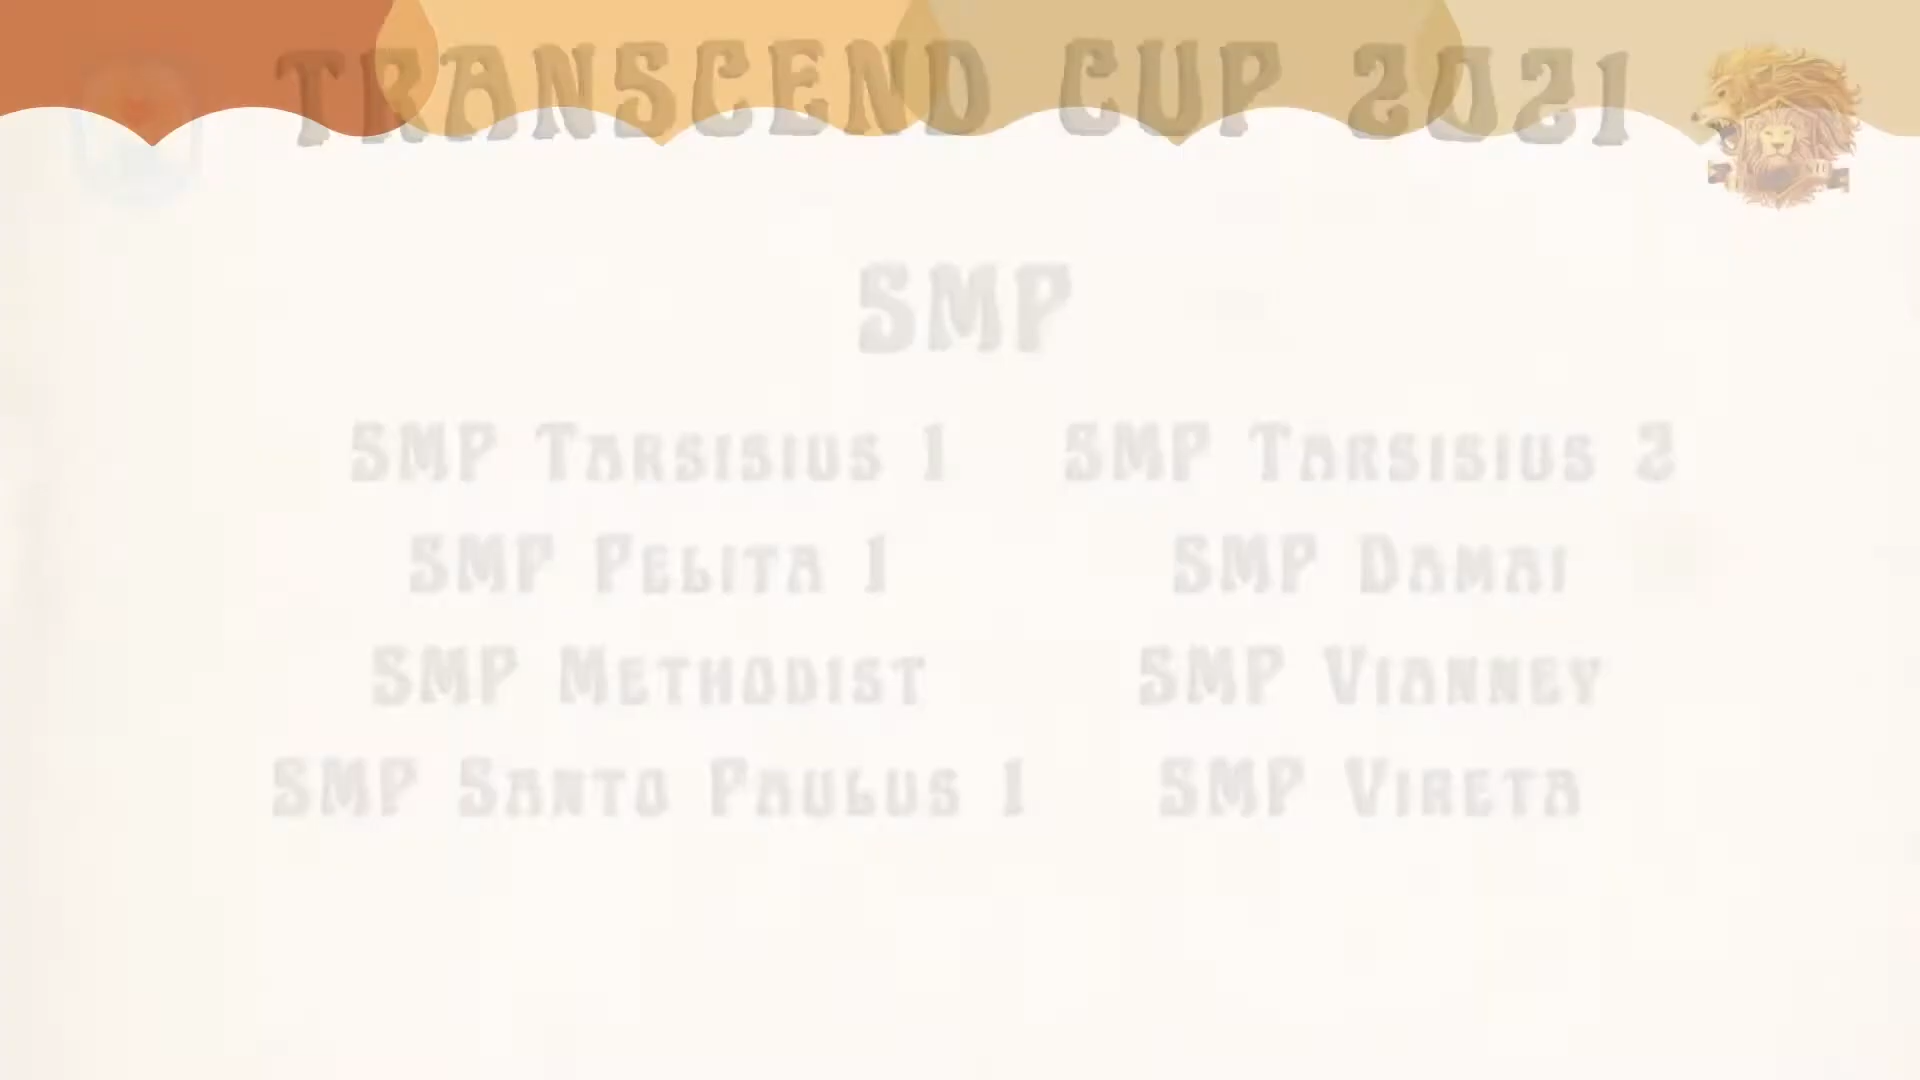 TRANSCEND CUP 2021
SMP
SMP Tarsisius 1
SMP Tarsisius 2
SMP Pelita 1
SMP Damai
SMP Methodist
SMP Vianney
SMP Santo Paulus 1
SMP Vireta